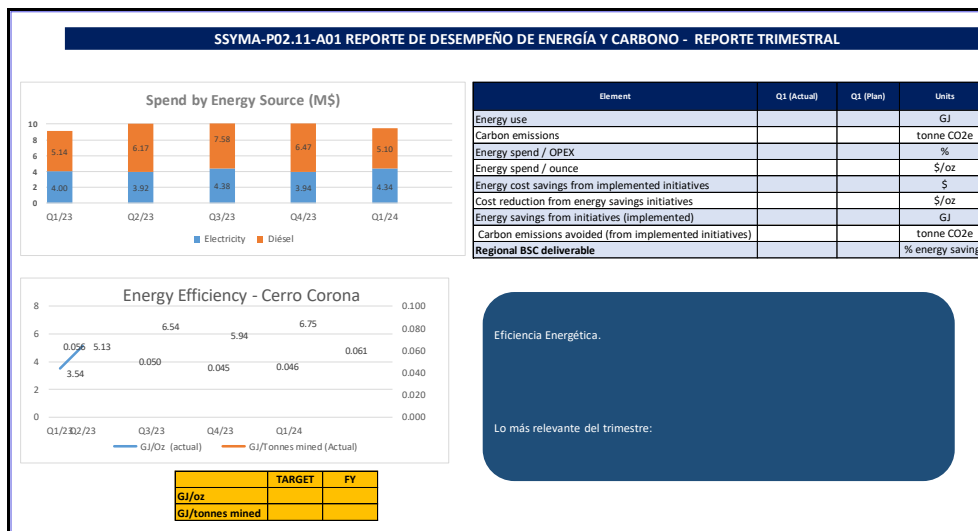 SSYMA-P02.11-A01 REPORTE DE DESEMPEÑO DE ENERGÍA Y CARBONO - REPORTE TRIMESTRAL
Spend by Energy Source (M$)
10
8
6
4
2
0
5.14
6.17
7.58
6.47
5.10
4.00
3.92
4.38
3.94
4.34
Q1/23
Q2/23
Q3/23
Q4/23
Q1/24
Electricity
Diésel
Element Q1 (Actual) Q1 (Plan) Units
Energy use GJ
Carbon emissions tonne CO2e
Energy spend / OPEX %
Energy spend / ounce $/oz
Energy cost savings from implemented initiatives $
Cost reduction from energy savings initiatives $/oz
Energy savings from initiatives (implemented) GJ
Carbon emissions avoided (from implemented initiatives) tonne CO2e
Regional BSC deliverable % energy saving
Energy Efficiency - Cerro Corona
8
6
4
2
0
0.100
0.080
0.060
0.040
0.020
0.000
3.54
5.13
6.54
5.94
6.75
0.056
0.050
0.045
0.046
0.061
Q1/23
Q2/23
Q3/23
Q4/23
Q1/24
GJ/Oz (actual)
GJ/Tonnes mined (Actual)
Eficiencia Energética.
Lo más relevante del trimestre:
TARGET FY
GJ/oz
GJ/tonnes mined